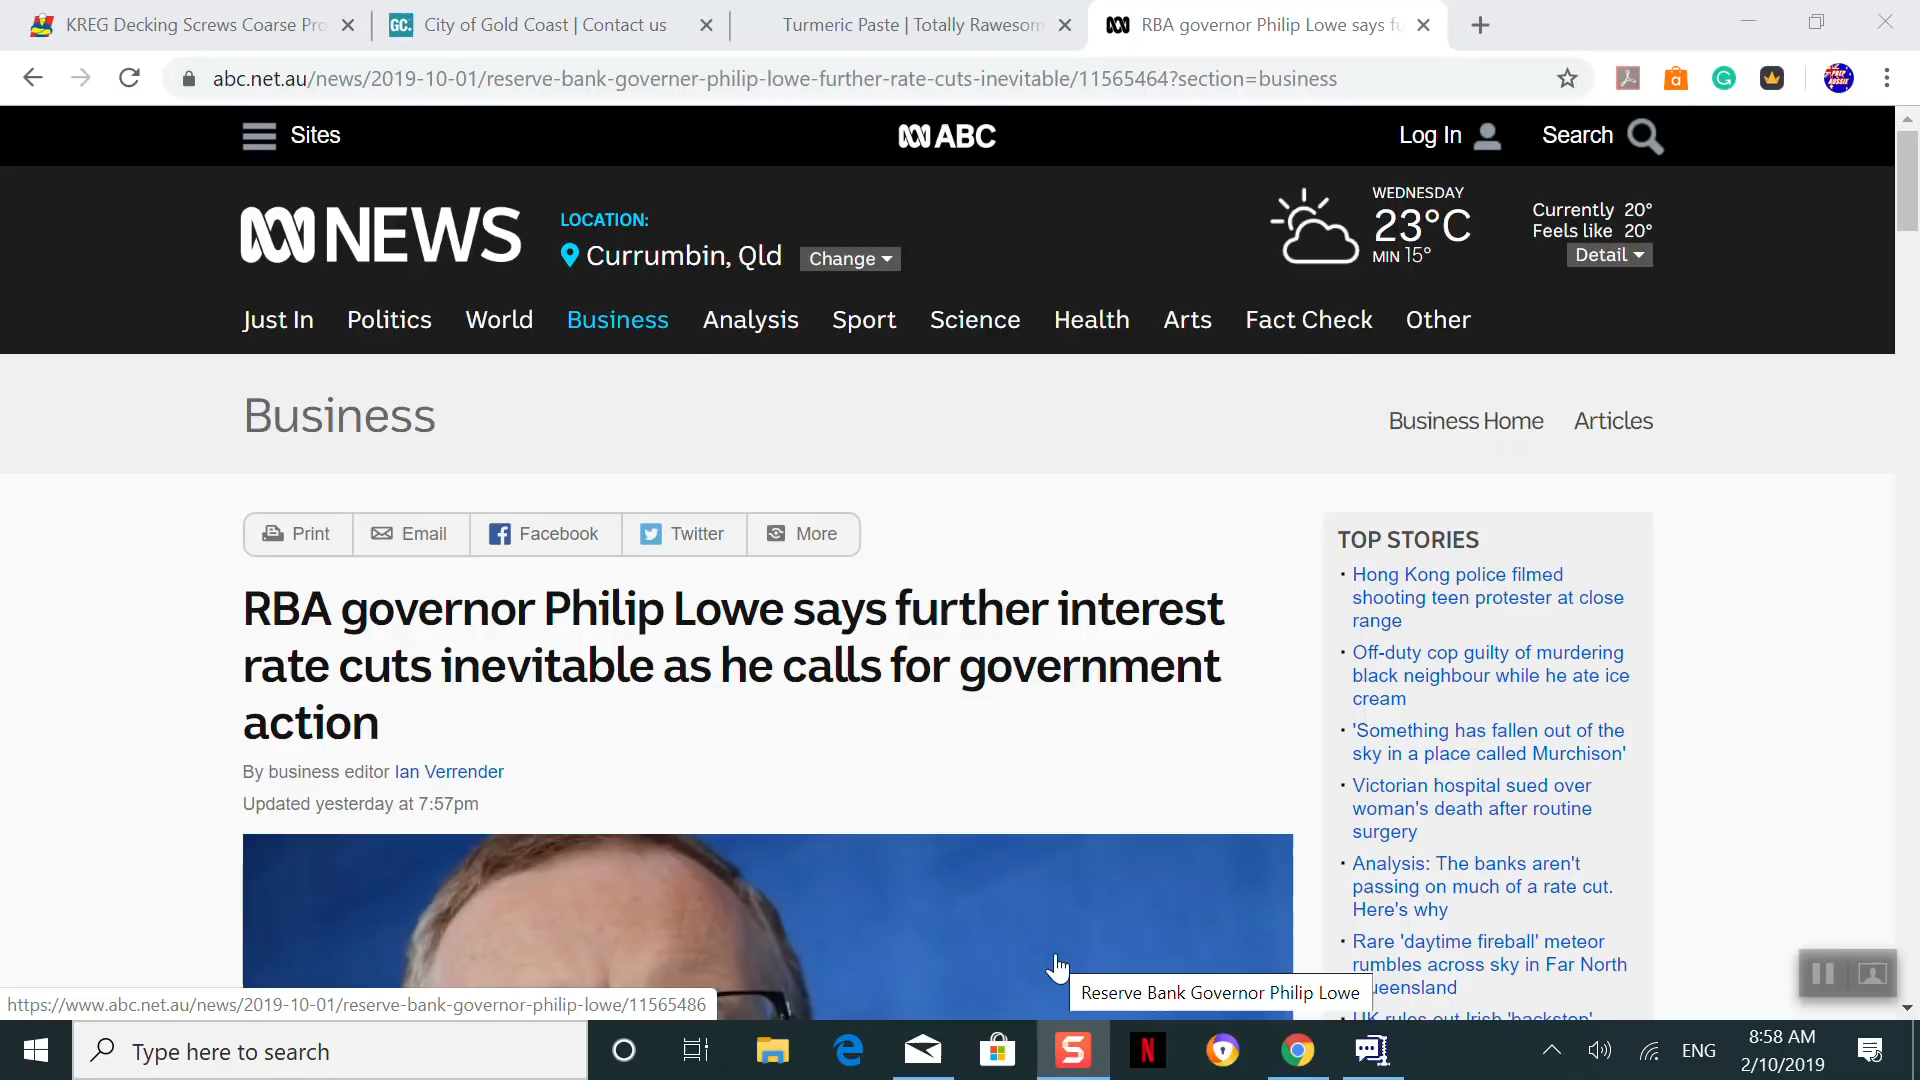 KREG Decking Screws Coarse Pro
City of Gold Coast | Contact us
Turmeric Paste | Totally Rawesom
RBA governor Philip Lowe says fu
abc.net.au/news/2019-10-01/reserve-bank-governer-philip-lowe-further-rate-cuts-inevitable/11565464?section=business
Sites
ABC
Log In
Search
NEWS
LOCATION:
Currumbin, Qld
Change
WEDNESDAY
23°C
MIN 15°
Currently 20°
Feels like 20°
Detail
Just In Politics World Business Analysis Sport Science Health Arts Fact Check Other
Business
Business Home Articles
Print Email Facebook Twitter More
RBA governor Philip Lowe says further interest
rate cuts inevitable as he calls for government
action
By business editor Ian Verrender
Updated yesterday at 7:57pm
TOP STORIES
Hong Kong police filmed
shooting teen protester at close
range
Off-duty cop guilty of murdering
black neighbour while he ate ice
cream
'Something has fallen out of the
sky in a place called Murchison'
Victorian hospital sued over
woman's death after routine
surgery
Analysis: The banks aren't
passing on much of a rate cut.
Here's why
Rare 'daytime fireball' meteor
rumbles across sky in Far North
ueensland
UK rules out Irish 'backstop'
Reserve Bank Governor Philip Lowe
https://www.abc.net.au/news/2019-10-01/reserve-bank-governor-philip-lowe/11565486
Type here to search
ENG
8:58 AM
2/10/2019